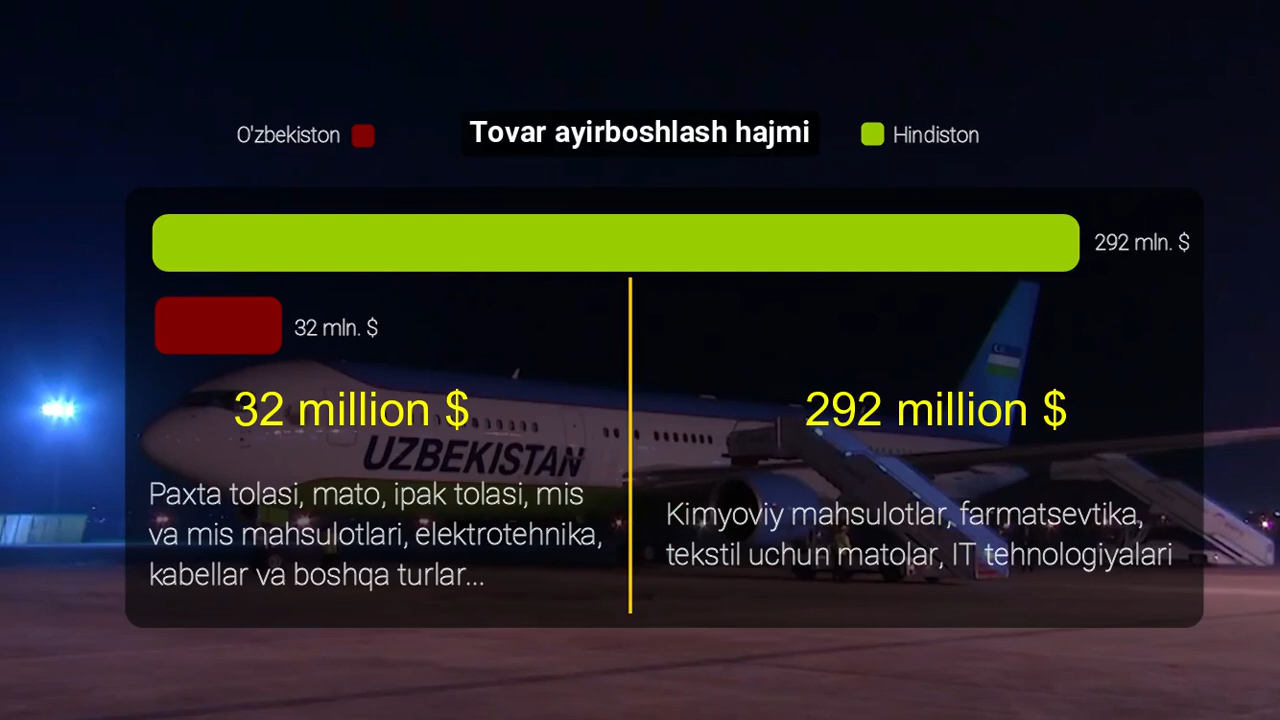 O'zbekiston
Tovar ayirboshlash hajmi
Hindiston
292 mln. $
32 mln. $
32 million $
292 million $
UZBEKISTAN
Paxta tolasi, mato, ipak tolasi, mis
va mis mahsulotlari, elektrotehnika,
kabellar va boshqa turlar...
Kimyoviy mahsulotlar, farmatsevtika,
tekstil uchun matolar, IT tehnologiyalari